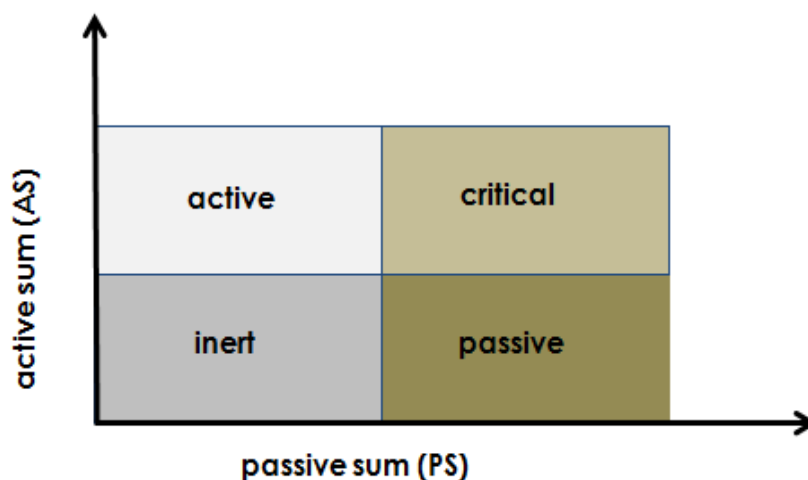 active sum (AS)
active
critical
inert
passive
passive sum (PS)